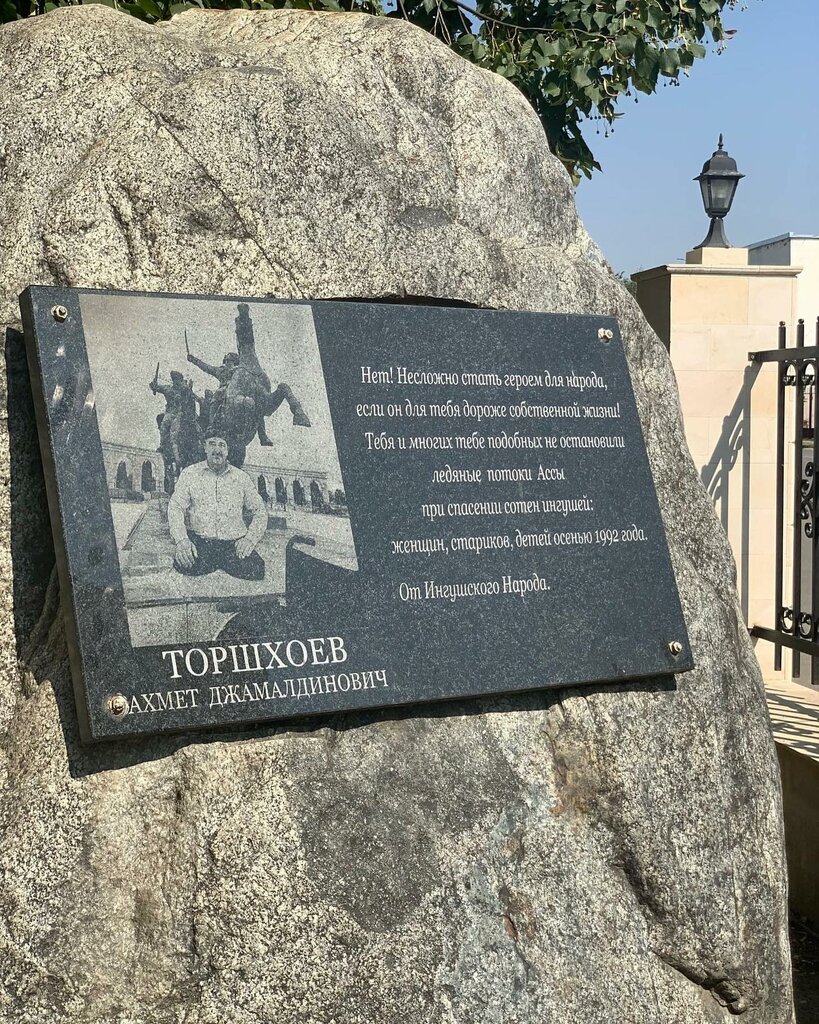 Нет! Несложно стать героем для народа,
если он для тебя дороже собственной жизни!
Тебя и многих тебе подобных не остановили
ледяные потоки Ассы
при спасении сотен ингушей:
женщин, стариков, детей осенью 1992 года.
От Ингушского Народа.
ТОРШХОЕВ
АХМЕТ ДЖАМАЛДИНОВИЧ